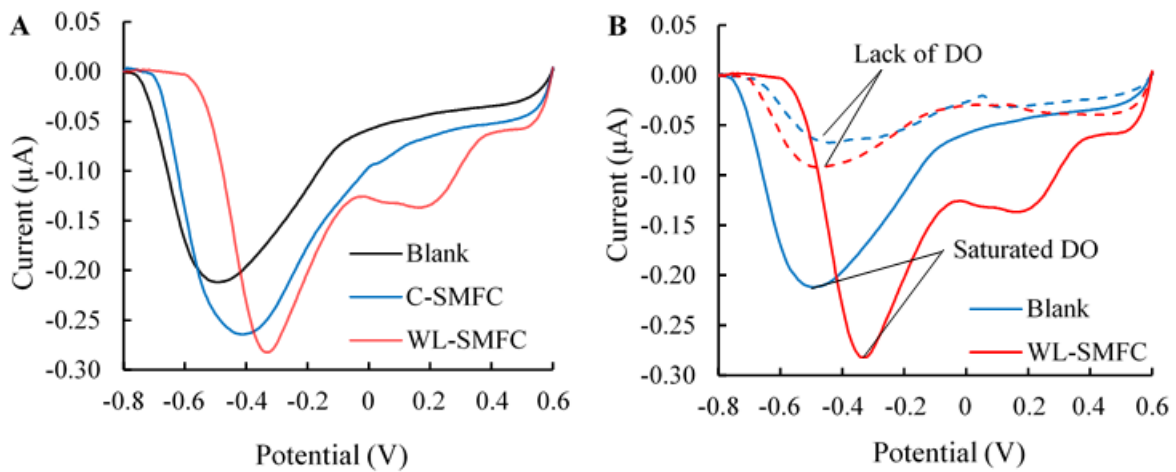 A
0.05
0.00
-0.05
-0.10
-0.15
-0.20
-0.25
-0.30
Current (µA)
Blank
C-SMFC
WL-SMFC
-0.8 -0.6 -0.4 -0.2 0 0.2 0.4 0.6
Potential (V)
B
0.05
0.00
-0.05
-0.10
-0.15
-0.20
-0.25
-0.30
Current (µA)
Lack of DO
Saturated DO
Blank
WL-SMFC
-0.8 -0.6 -0.4 -0.2 0 0.2 0.4 0.6
Potential (V)